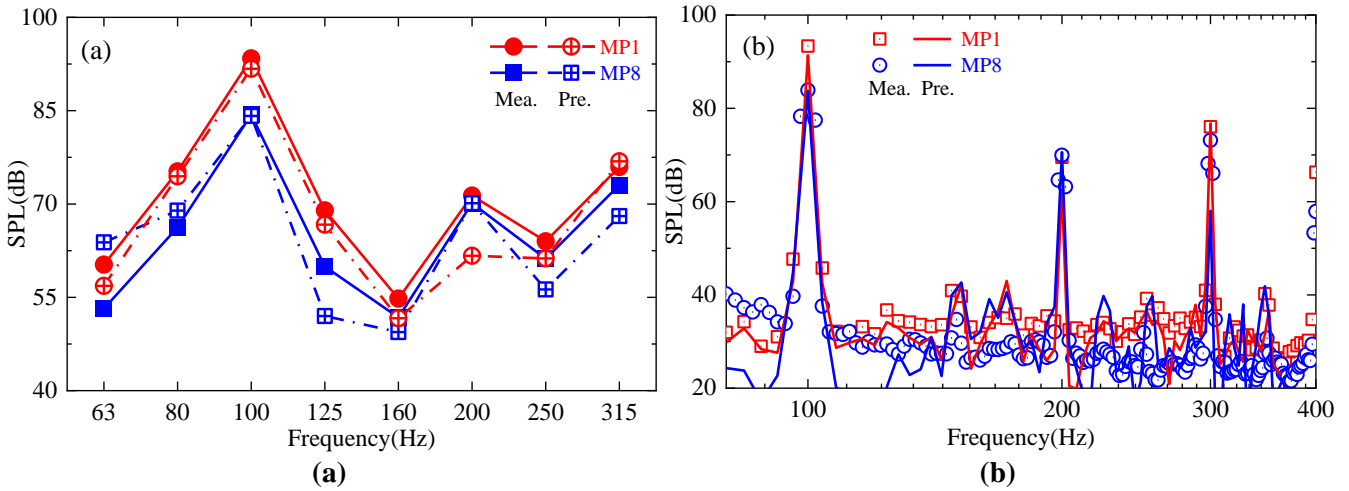 (a)
MP1
MP8
Mea. Pre.
100
85
70
55
40
SPL(dB)
63 80 100 125 160 200 250 315
Frequency(Hz)
(a)
(b)
MP1
MP8
Mea. Pre.
100
80
60
40
20
SPL(dB)
100 200 300 400
Frequency(Hz)
(b)